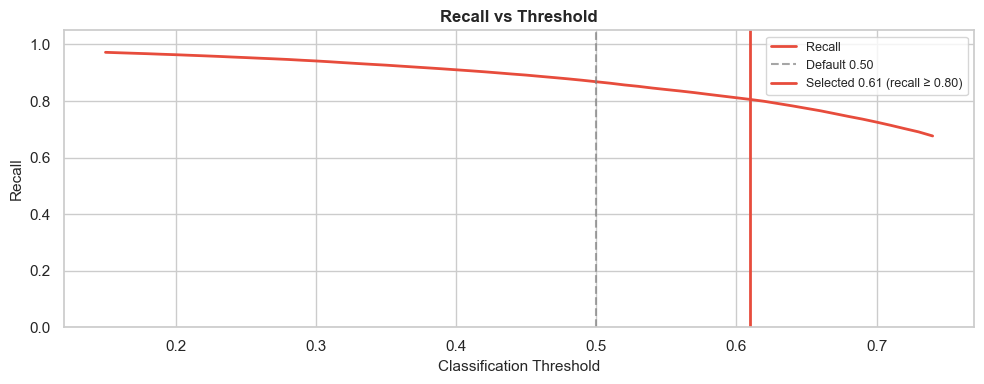 Recall vs Threshold
Recall
1.0
0.8
0.6
0.4
0.2
0.0
Recall
Default 0.50
Selected 0.61 (recall ≥ 0.80)
0.2 0.3 0.4 0.5 0.6 0.7
Classification Threshold